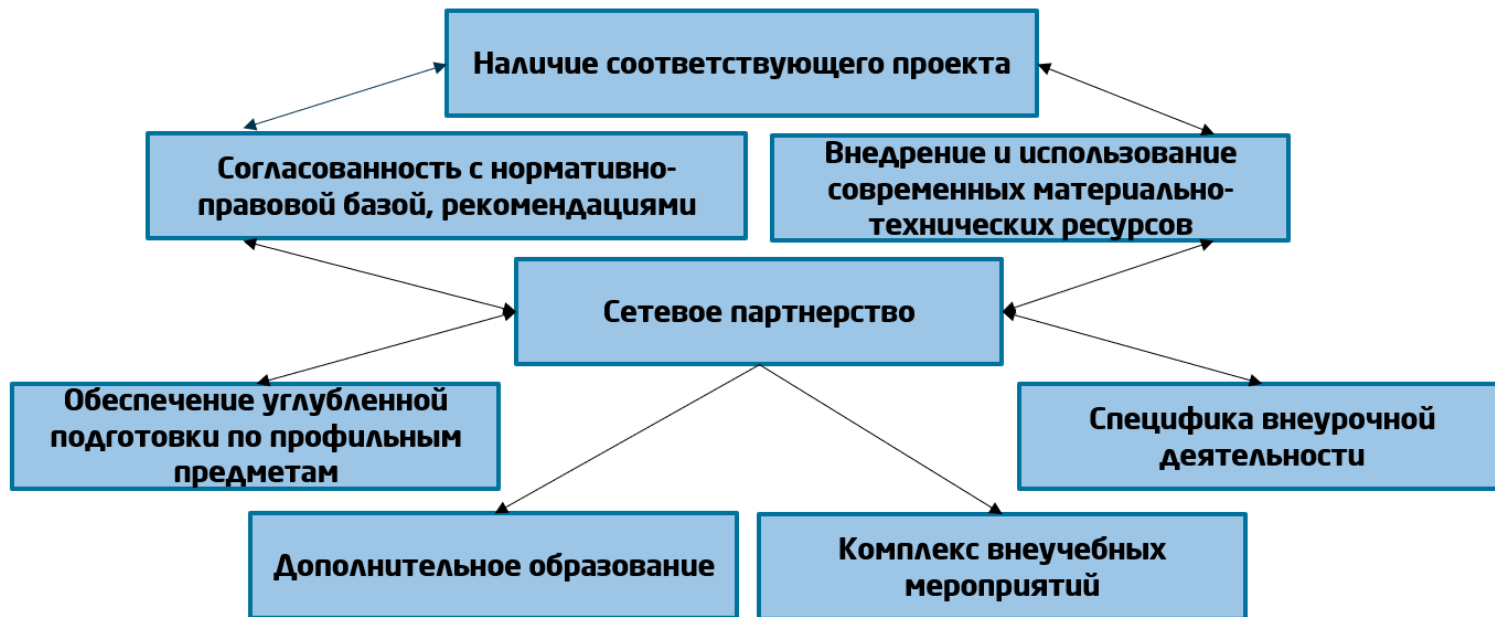 Наличие соответствующего проекта
Согласованность с нормативно-
правовой базой, рекомендациями
Внедрение и использование
современных материально-
технических ресурсов
Сетевое партнерство
Обеспечение углубленной
подготовки по профильным
предметам
Специфика внеурочной
деятельности
Дополнительное образование
Комплекс внеучебных
мероприятий